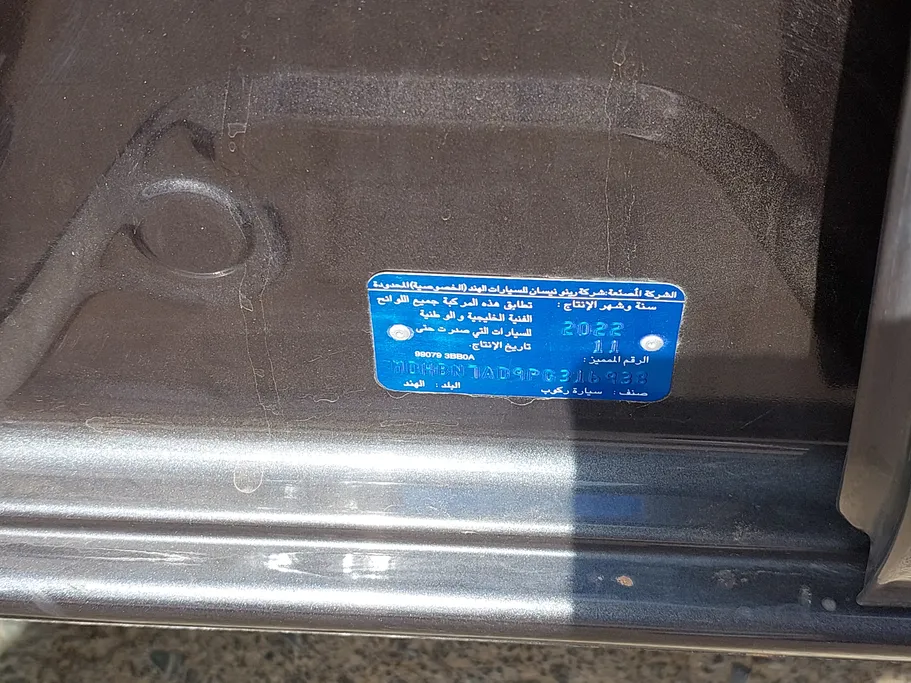 الشركة المصنعة:شركة رينو نيسان للسيارات الهند (الخصوصية) المحدودة
سنة وشهر الإنتاج :
2022
11
تطابق هذه المركبة جميع اللوائح
الفنية الخليجية والوطنية
للسيارات التي صدرت حتى
تاريخ الإنتاج.
الرقم المميز :
99079 3BB0A
صنف : سيارة ركوب
البلد : الهند